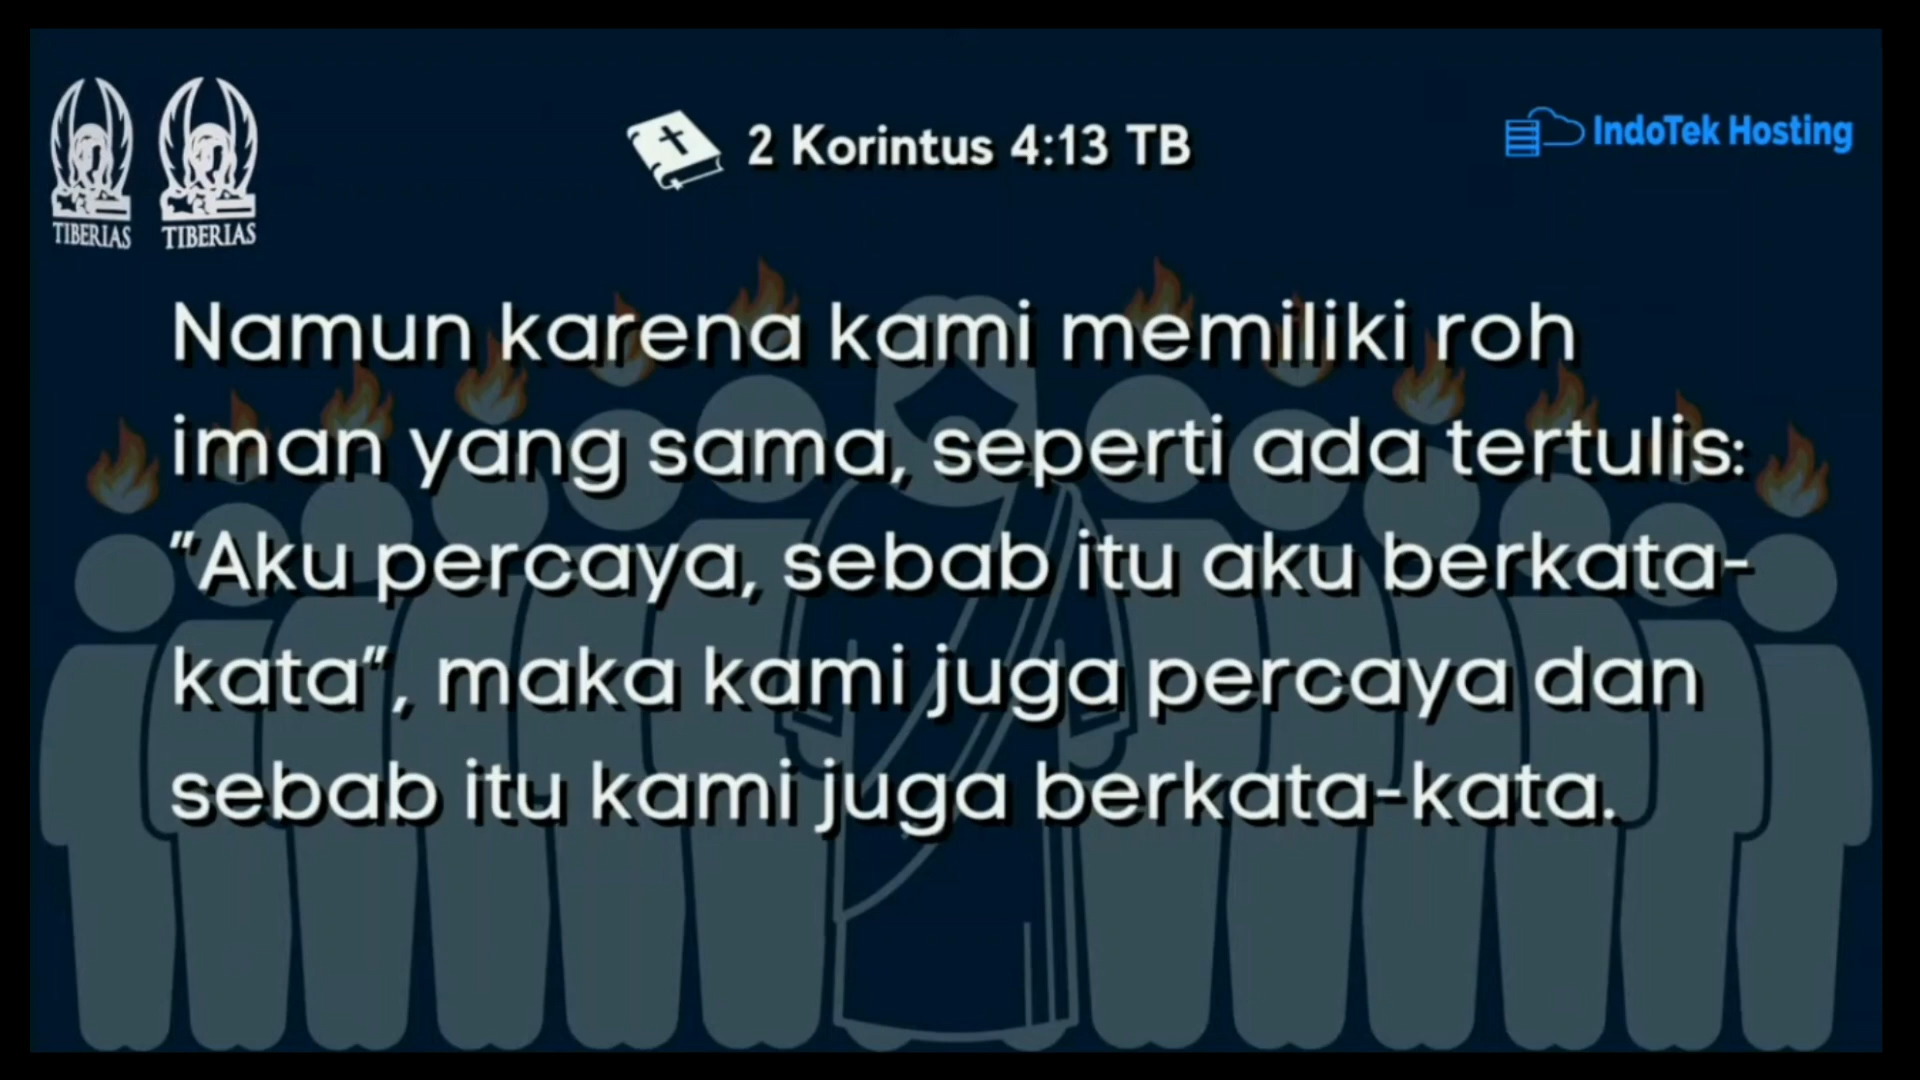 TIBERIAS TIBERIAS
2 Korintus 4:13 TB
IndoTek Hosting
Namun karena kami memiliki roh
iman yang sama, seperti ada tertulis:
"Aku percaya, sebab itu aku berkata-
kata", maka kami juga percaya dan
sebab itu kami juga berkata-kata.